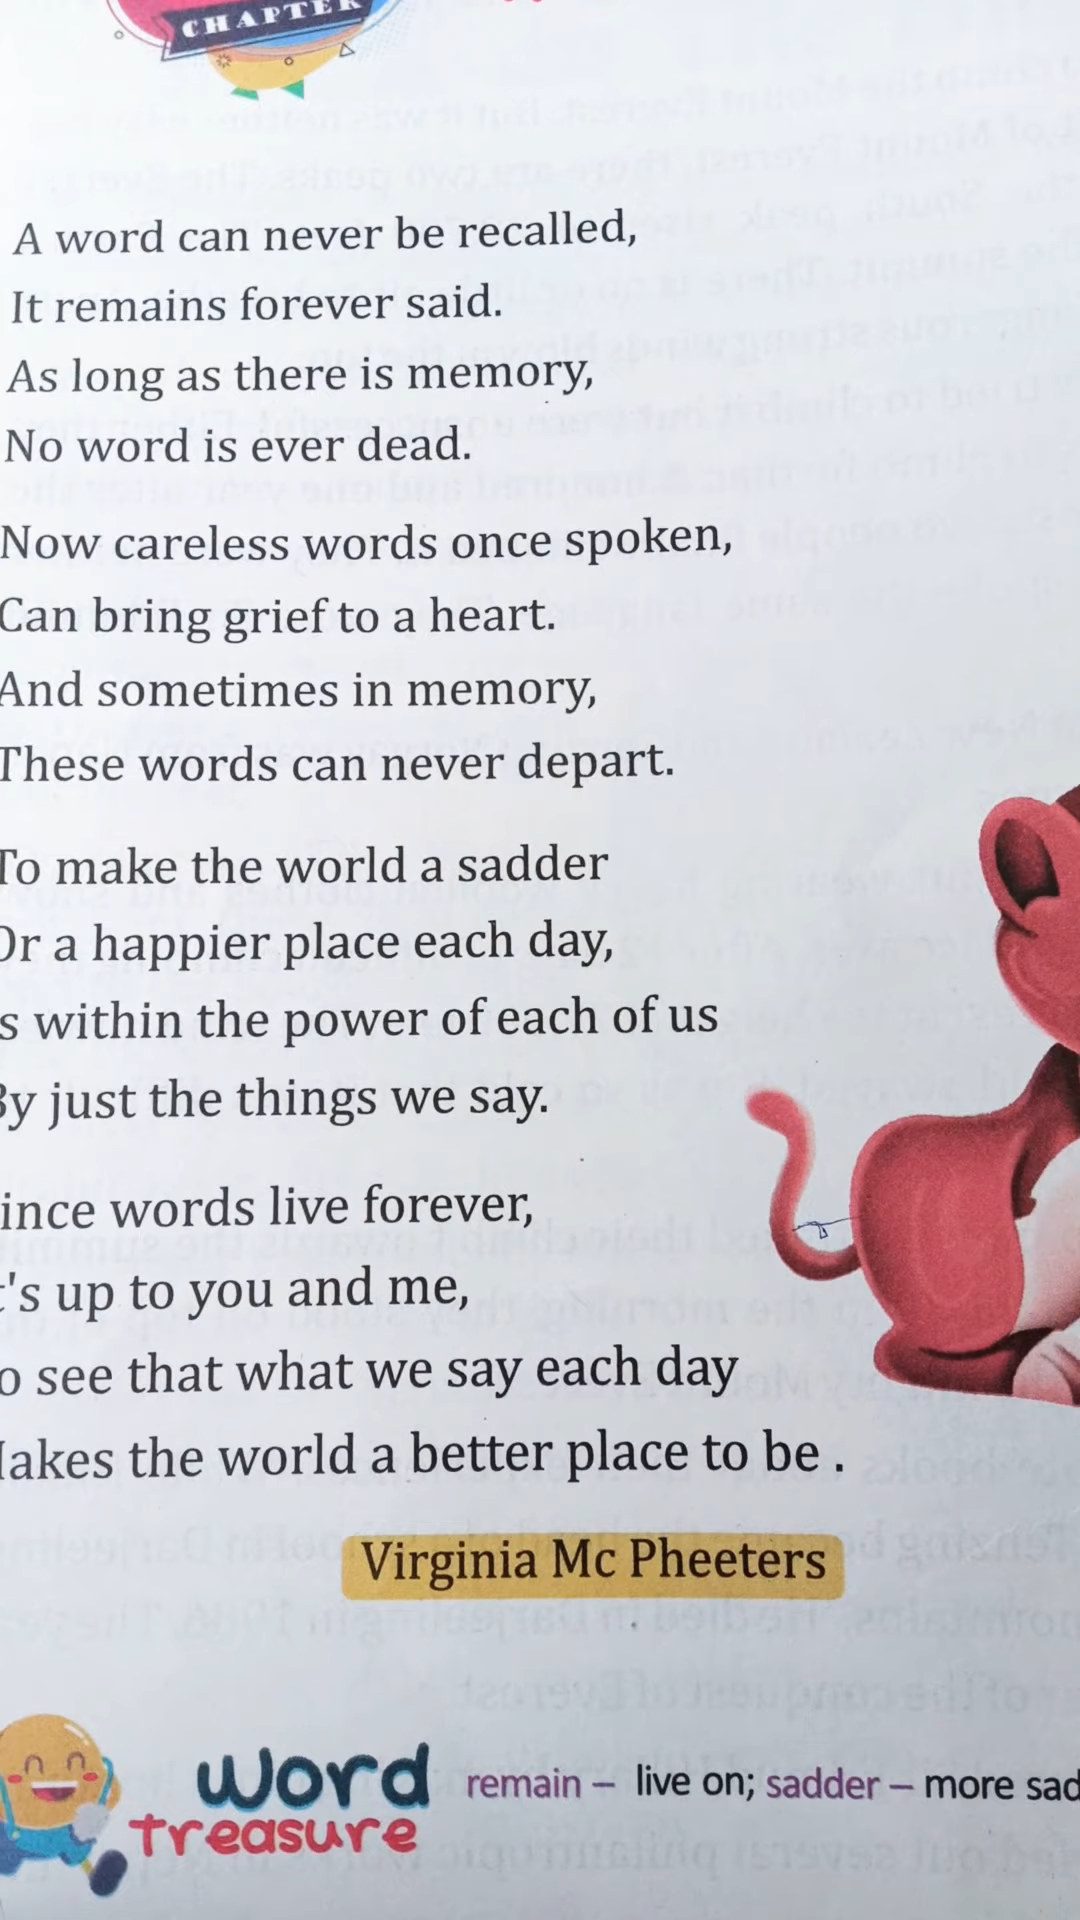 CHAPTER
A word can never be recalled,
It remains forever said.
As long as there is memory,
No word is ever dead.
Now careless words once spoken,
Can bring grief to a heart.
And sometimes in memory,
These words can never depart.
To make the world a sadder
Or a happier place each day,
s within the power of each of us
By just the things we say.
ince words live forever,
t's up to you and me,
o see that what we say each day
Makes the world a better place to be .
Virginia Mc Pheeters
word
treasure
remain – live on; sadder – more sad